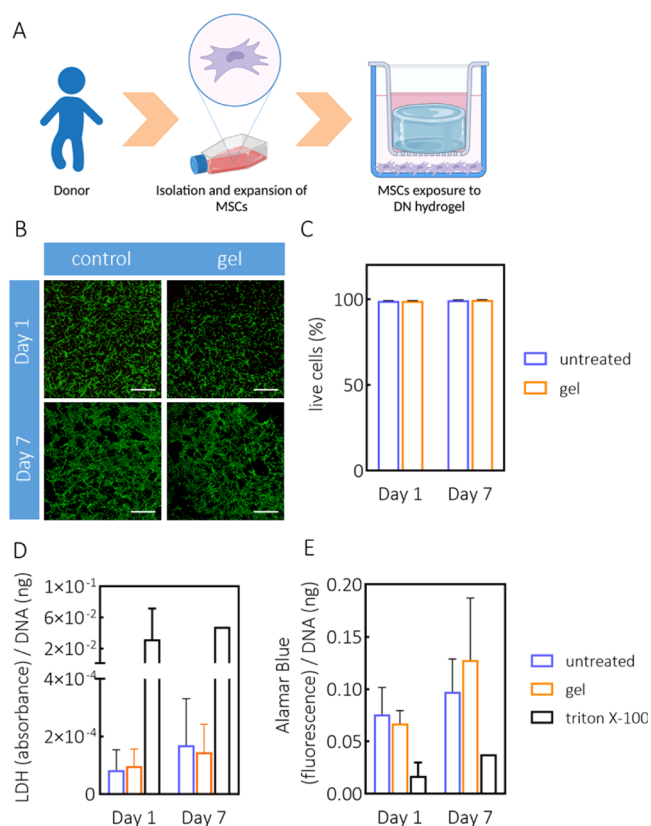 A
Donor
Isolation and expansion of
MSCs
MSCs exposure to
DN hydrogel
B
control
gel
Day 1
Day 7
C
live cells (%)
100
50
0
Day 1
Day 7
untreated
gel
D
LDH (absorbance) / DNA (ng)
1×10⁻¹
6×10⁻²
2×10⁻²
4×10⁻⁴
2×10⁻⁴
0
Day 1
Day 7
E
Alamar Blue
(fluorescence) / DNA (ng)
0.20
0.15
0.10
0.05
0.00
Day 1
Day 7
untreated
gel
triton X-100